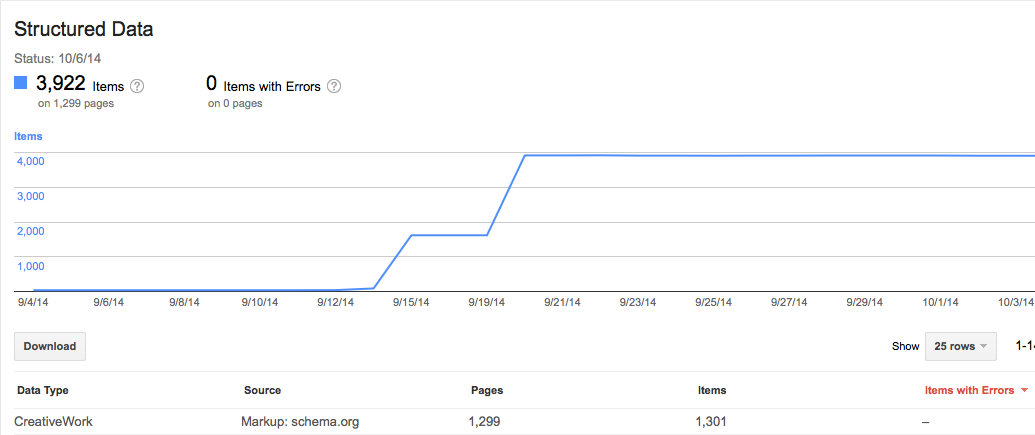 Structured Data
Status: 10/6/14
3,922 Items ? 0 Items with Errors ?
on 1,299 pages on 0 pages
Items
4,000
3,000
2,000
1,000
9/4/14 9/6/14 9/8/14 9/10/14 9/12/14 9/15/14 9/19/14 9/21/14 9/23/14 9/25/14 9/27/14 9/29/14 10/1/14 10/3/14
Download Show 25 rows 1-14
Data Type Source Pages Items Items with Errors
CreativeWork Markup: schema.org 1,299 1,301 –